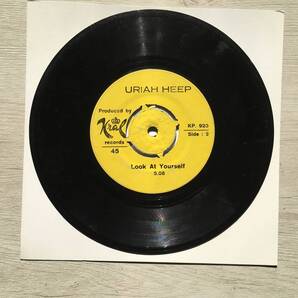 URIAH HEEP
Produced by
Kral
records
45
KP. 923
Side : 2
Look At Yourself
5.08